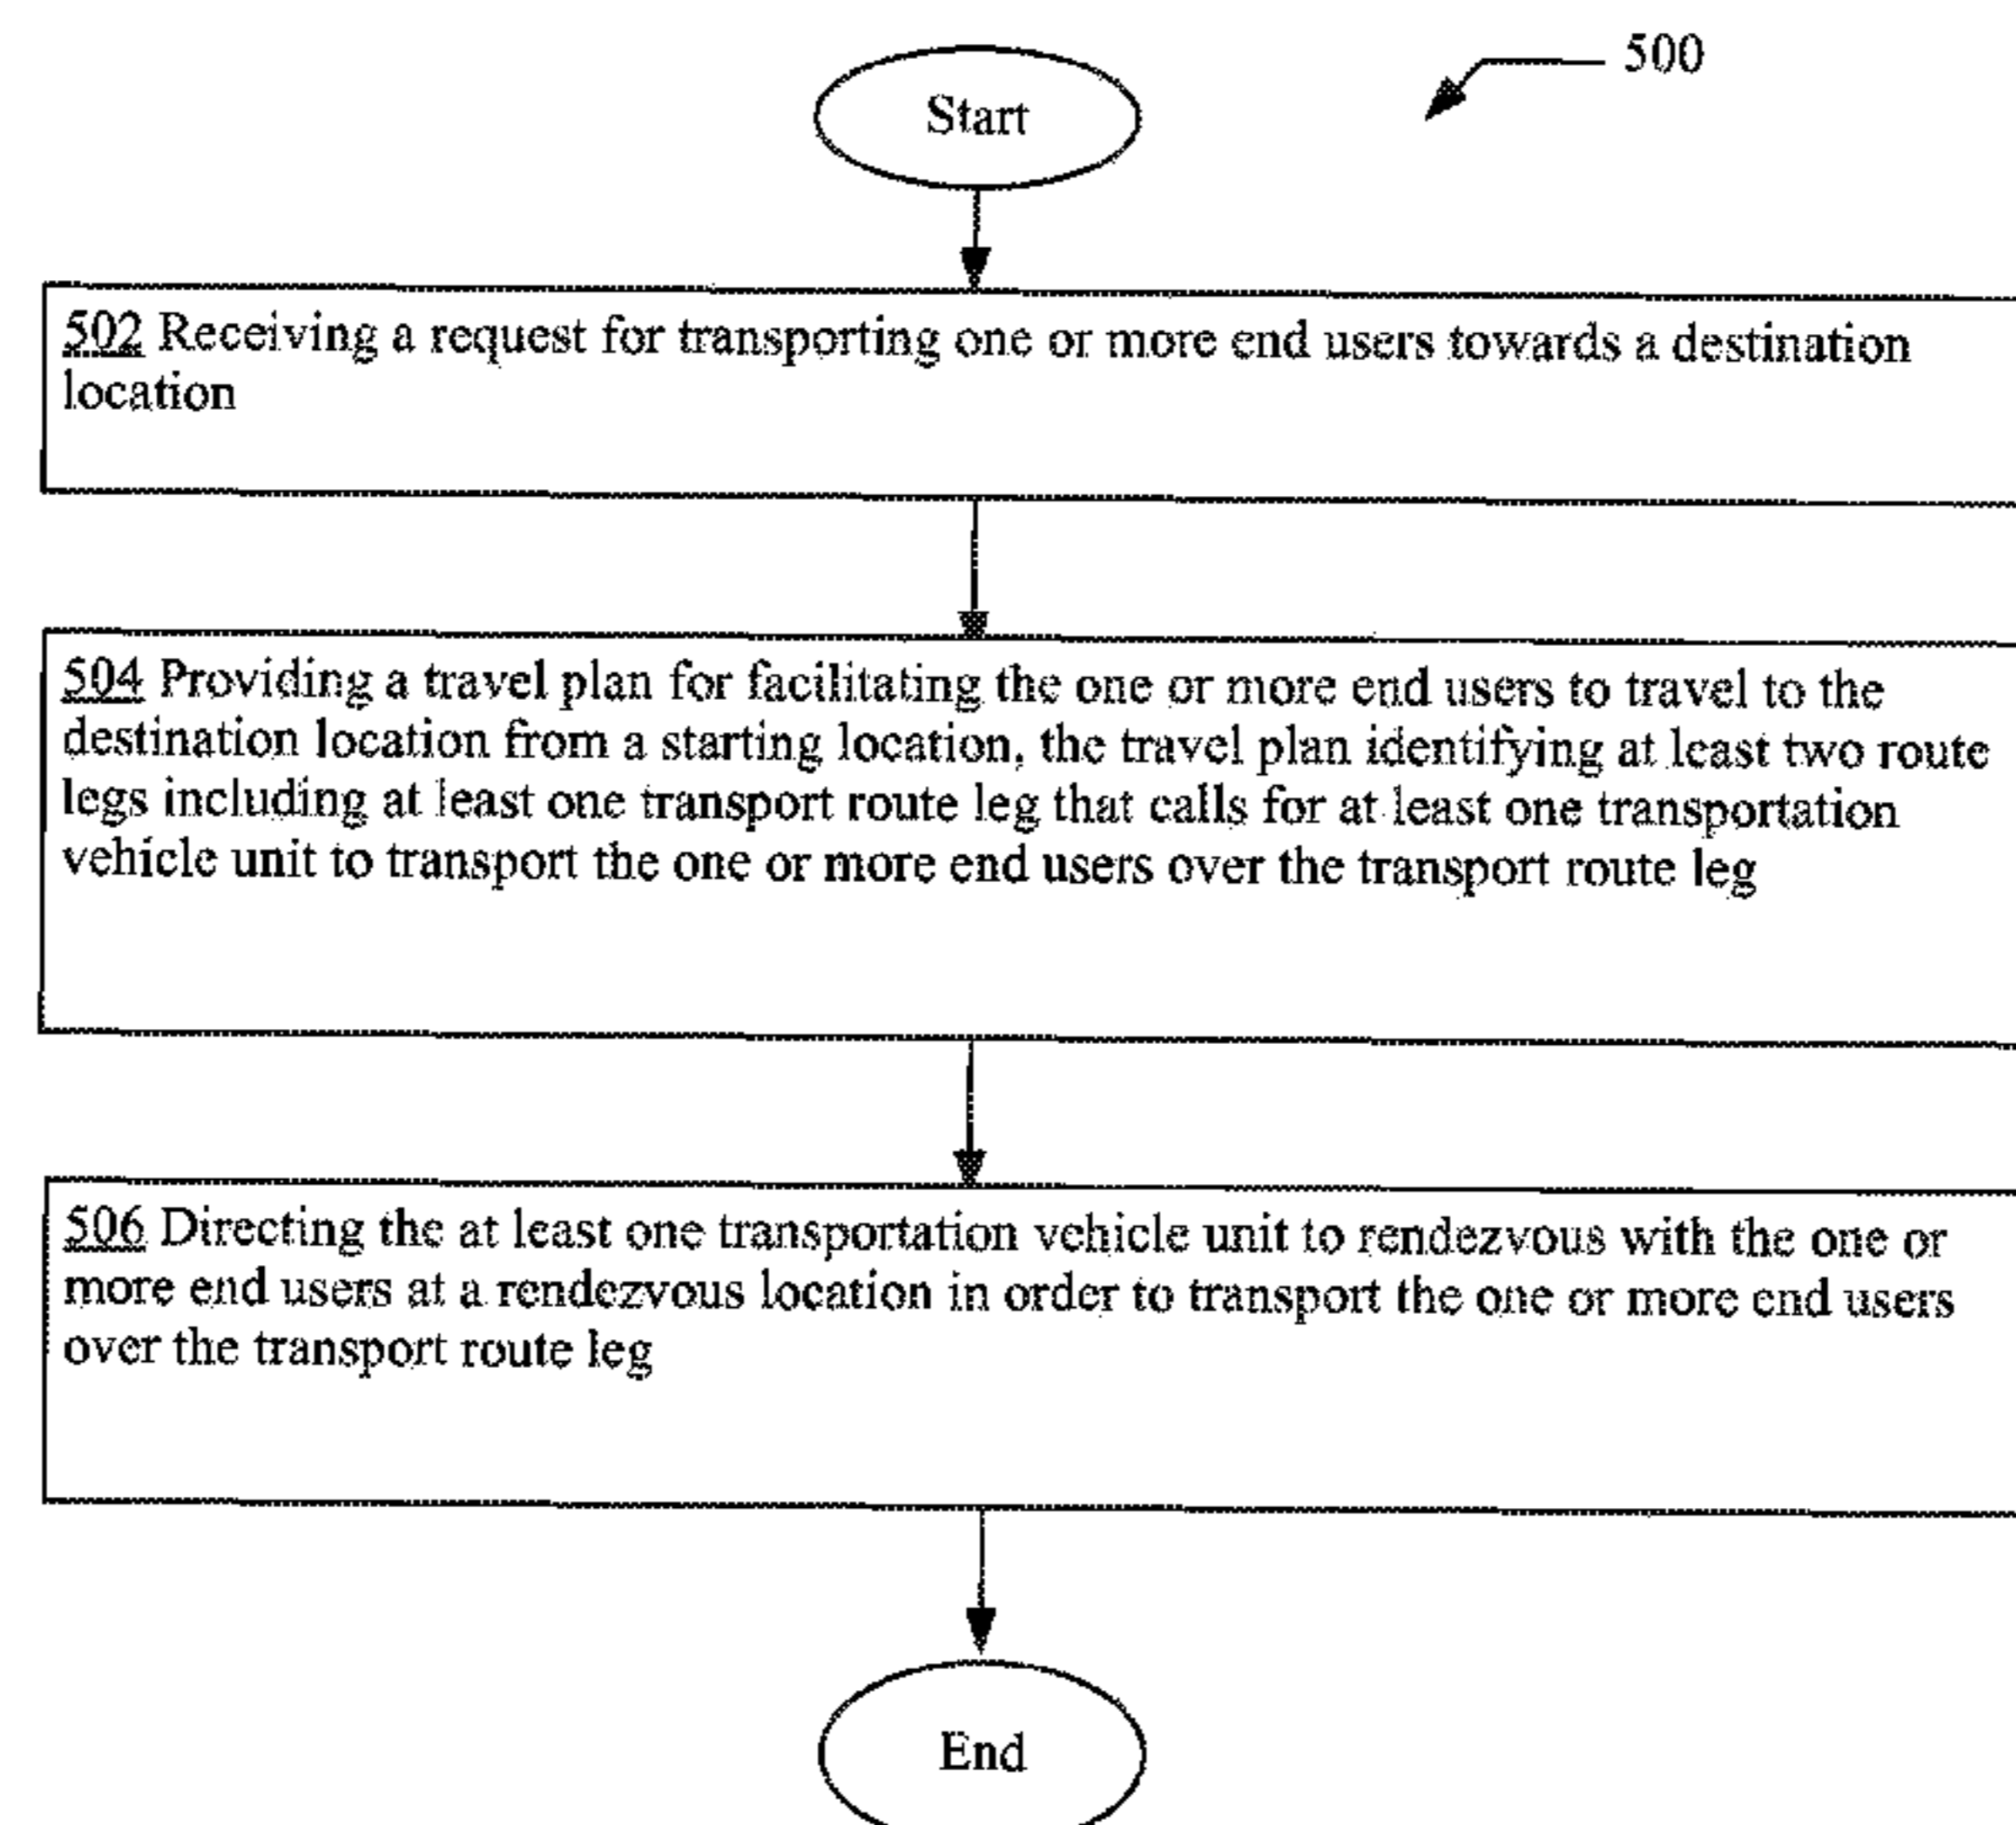 500
Start
502 Receiving a request for transporting one or more end users towards a destination
location
504 Providing a travel plan for facilitating the one or more end users to travel to the
destination location from a starting location, the travel plan identifying at least two route
legs including at least one transport route leg that calls for at least one transportation
vehicle unit to transport the one or more end users over the transport route leg
506 Directing the at least one transportation vehicle unit to rendezvous with the one or
more end users at a rendezvous location in order to transport the one or more end users
over the transport route leg
End